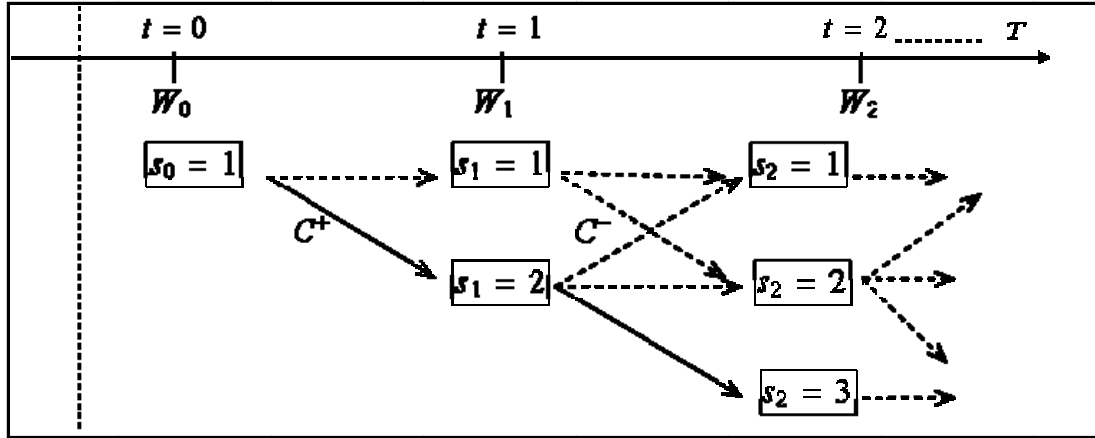 t = 0 t = 1 t = 2 ......... T
W₀ W₁ W₂
s₀ = 1 s₁ = 1 s₂ = 1
C⁺ C⁻
s₁ = 2 s₂ = 2
s₂ = 3